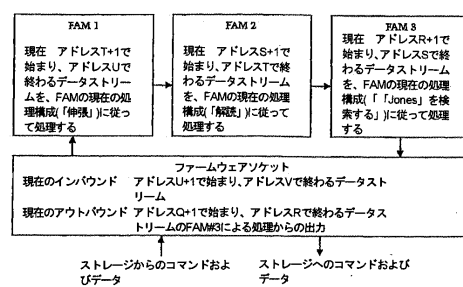 FAM 1
現在 アドレスT+1で
始まり、アドレスUで
終わるデータストリー
ムを、FAMの現在の処
理構成(「伸張」)に従っ
て処理する
FAM 2
現在 アドレスS+1で
始まり、アドレスTで終
わるデータストリーム
を、FAMの現在の処理
構成(「解読」)に従って
処理する
FAM 3
現在 アドレスR+1で
始まり、アドレスSで終
わるデータストリーム
を、FAMの現在の処理
構成(「「Jones」を検
索する」)に従って処理
する
ファームウェアソケット
現在のインバウンド アドレスU+1で始まり、アドレスVで終わるデータスト
リーム
現在のアウトバウンド アドレスQ+1で始まり、アドレスRで終わるデータス
トリームのFAM#3による処理からの出力
ストレージからのコマンドおよ
びデータ
ストレージへのコマンドおよび
データ